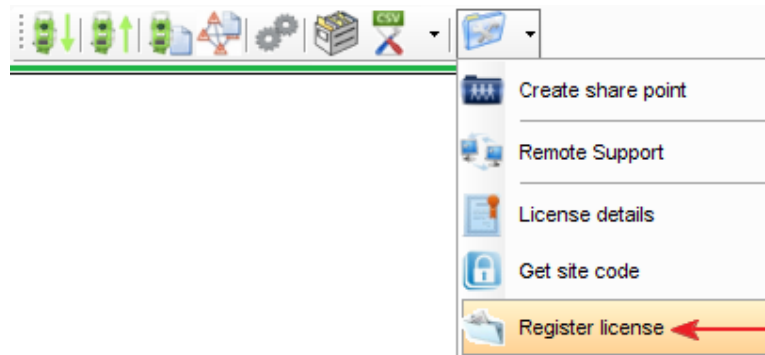 CSV
Create share point
Remote Support
License details
Get site code
Register license